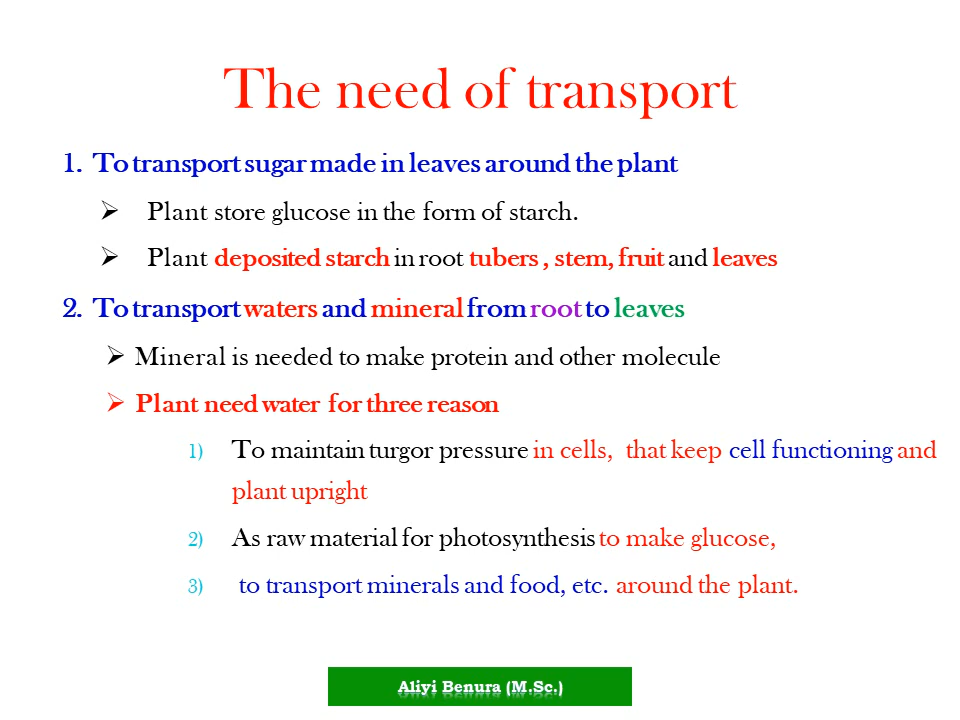 The need of transport
1. To transport sugar made in leaves around the plant
➢ Plant store glucose in the form of starch.
➢ Plant deposited starch in root tubers , stem, fruit and leaves
2. To transport waters and mineral from root to leaves
➢ Mineral is needed to make protein and other molecule
➢ Plant need water for three reason
1) To maintain turgor pressure in cells, that keep cell functioning and
plant upright
2) As raw material for photosynthesis to make glucose,
3) to transport minerals and food, etc. around the plant.
Aliyi Benura (M.Sc.)